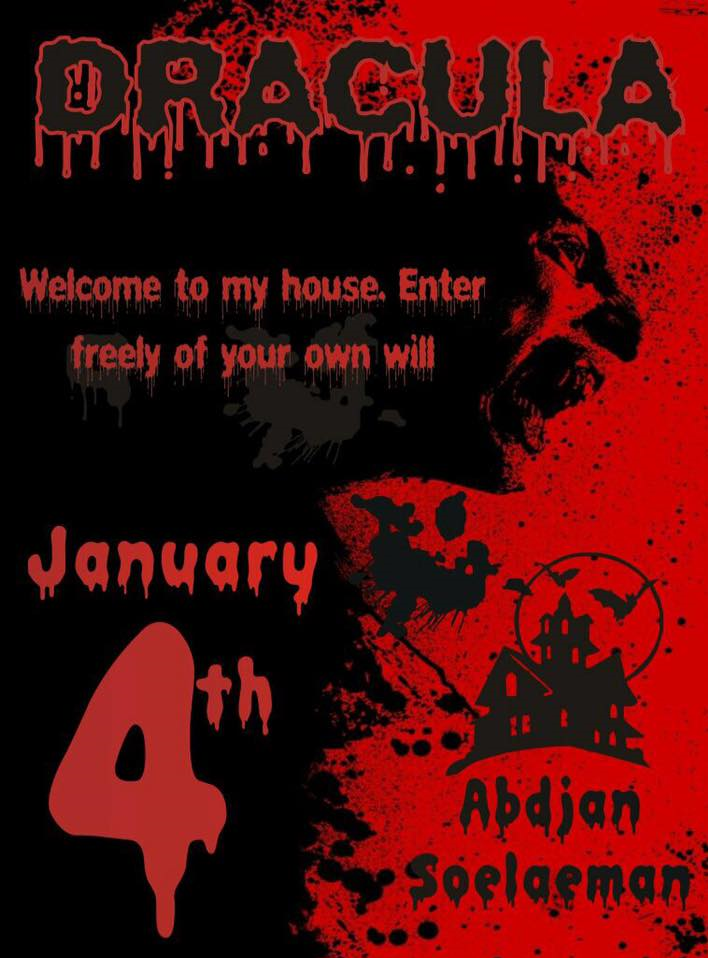 DRACULA
Welcome to my house. Enter
freely of your own will
January
4th
Abdjan
Soelaeman